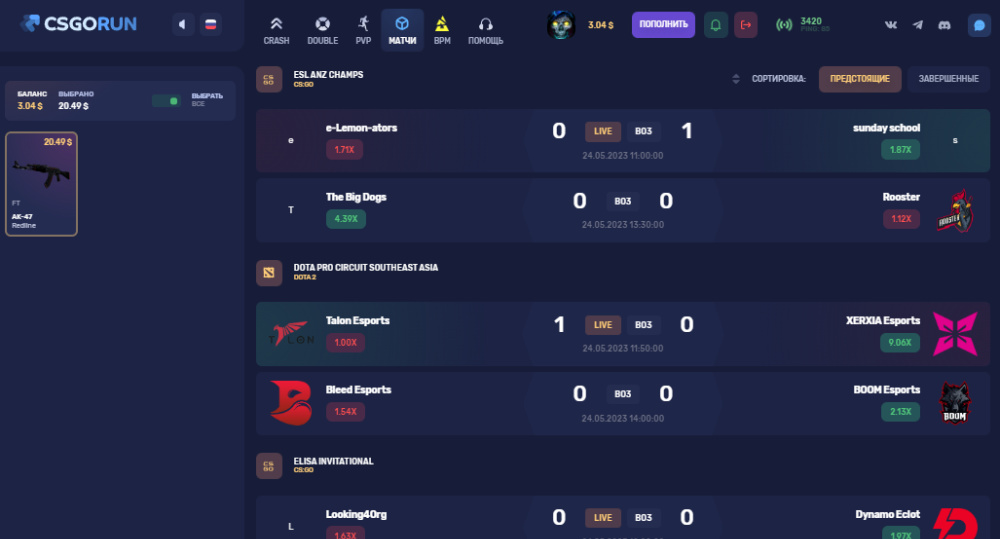 CSGORUN
CRASH
DOUBLE
PVP
МАТЧИ
BPM
ПОМОЩЬ
3.04 $
ПОПОЛНИТЬ
3420
БАЛАНС
3.04 $
ВЫБРАНО
20.49 $
ВЫБРАТЬ
ВСЕ
20.49 $
FT
AK-47
Redline
CS
GO
ESL ANZ CHAMPS
CS:GO
СОРТИРОВКА:
ПРЕДСТОЯЩИЕ
ЗАВЕРШЕННЫЕ
e
e-Lemon-ators
1.71X
0
LIVE
BO3
1
24.05.2023 11:00:00
sunday school
1.87X
s
T
The Big Dogs
4.39X
0
BO3
0
24.05.2023 13:30:00
Rooster
1.12X
ROOSTER
DOTA PRO CIRCUIT SOUTHEAST ASIA
DOTA 2
TALON
Talon Esports
1.00X
1
LIVE
BO3
0
24.05.2023 11:50:00
XERXIA Esports
9.06X
Bleed Esports
1.54X
0
BO3
0
24.05.2023 14:00:00
BOOM Esports
2.13X
BOOM
CS
GO
ELISA INVITATIONAL
CS:GO
L
Looking4org
1.63X
0
LIVE
BO3
0
Dynamo Eclot
1.97X